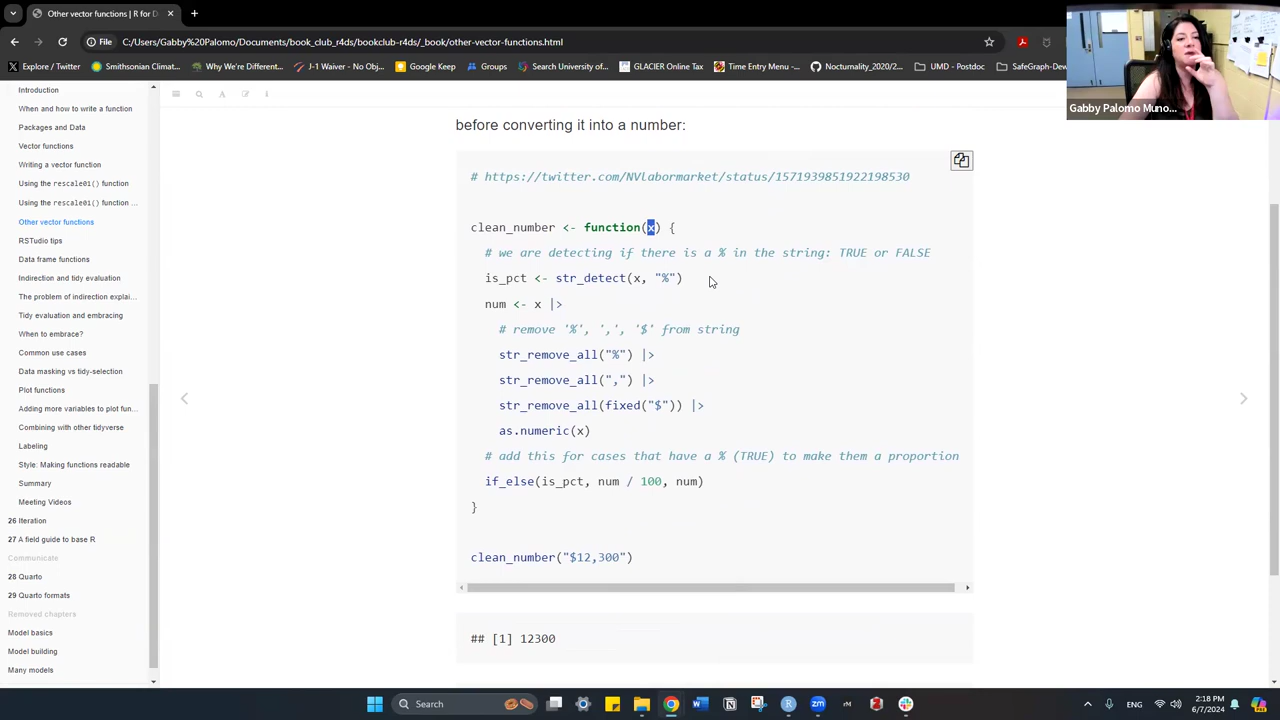 Other vector functions | R for D
File
C:/Users/Gabby%20Palomo/Documents/book_club_r4ds/bookclub-r4ds/_book/other-vector-functions.html
Explore / Twitter
Smithsonian Climat...
Why We're Differen...
J-1 Waiver - No Obj...
Google Keep
Postdocs
GLACIER Optional T...
Time Entry Menu -...
Nocturnality_2020/2...
UMD - Postdoc
SafeGraph-Dewey
Gabby Palomo Muno...
Introduction
When and how to write a function
Packages and Data
Vector functions
Writing a vector function
Using the rescale01() function
Using the rescale01() function ...
Other vector functions
RSTudio tips
Data frame functions
Indirection and tidy evaluation
The problem of indirection explai...
Tidy evaluation and embracing
When to embrace?
Common use cases
Data masking vs tidy-selection
Plot functions
Adding more variables to plot fun...
Combining with other tidyverse
Labeling
Style: Making functions readable
Summary
Meeting Videos
26 Iteration
27 A field guide to base R
Communicate
28 Quarto
29 Quarto formats
Removed chapters
Model basics
Model building
Many models
before converting it into a number:
# https://twitter.com/NVlabormarket/status/1571939851922198530
clean_number <- function(x) {
# we are detecting if there is a % in the string: TRUE or FALSE
is_pct <- str_detect(x, "%")
num <- x |>
# remove '%', ',', '$' from string
str_remove_all("%") |>
str_remove_all(",") |>
str_remove_all(fixed("$")) |>
as.numeric(x)
# add this for cases that have a % (TRUE) to make them a proportion
if_else(is_pct, num / 100, num)
}
clean_number("$12,300")
## [1] 12300
Search
2:18 PM
6/7/2024